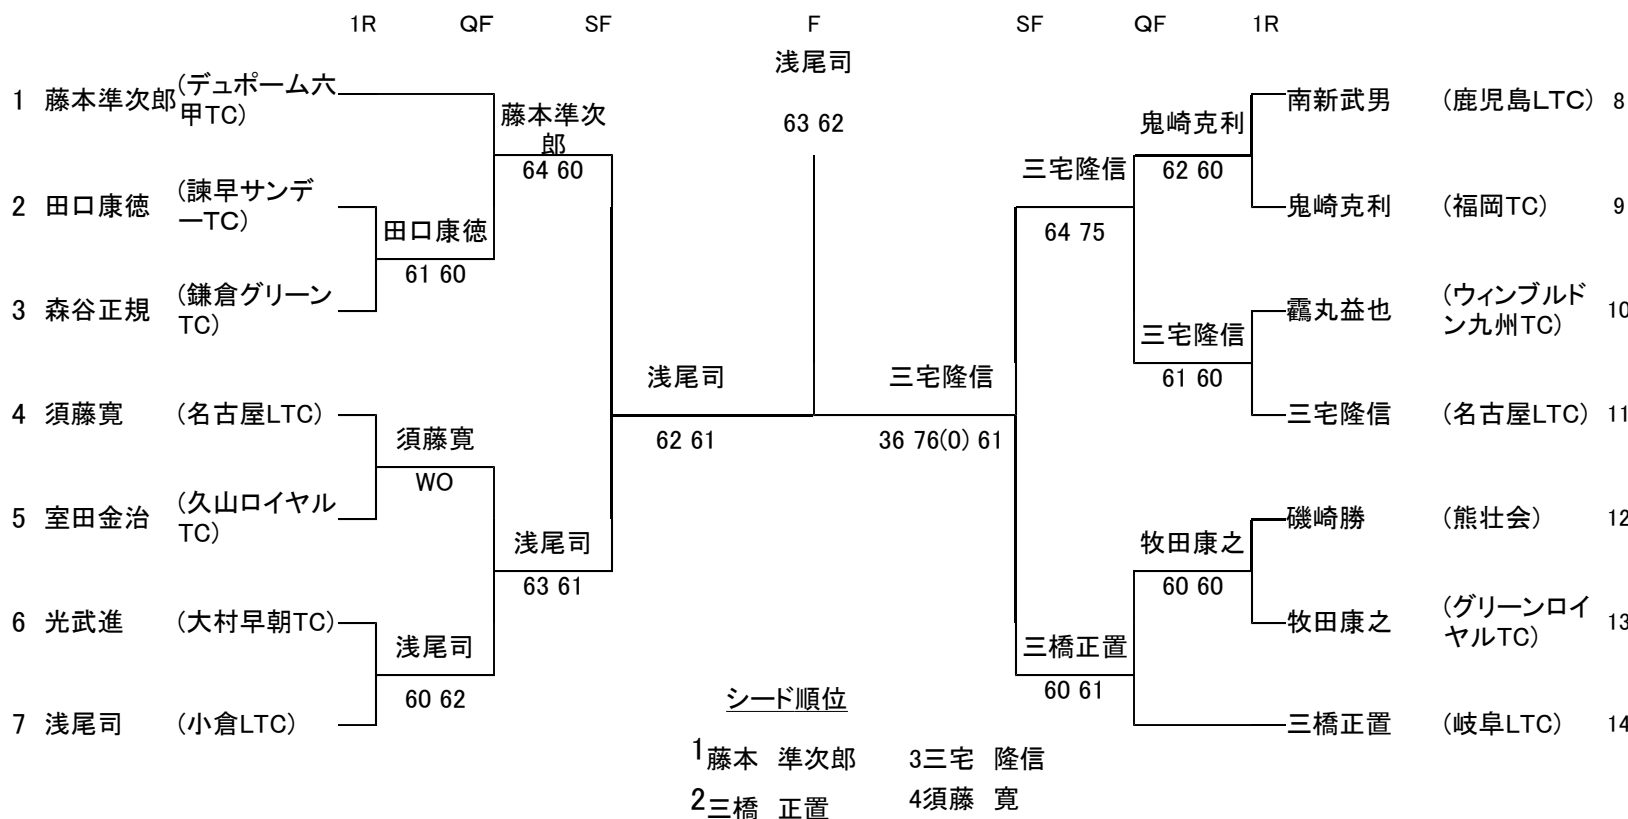 1R QF SF F SF QF 1R
浅尾司
63 62
1 藤本準次郎 (デュポーム六
甲TC)
藤本準次
郎
64 60
2 田口康徳 (諫早サンデ
ーTC)
田口康徳
61 60
3 森谷正規 (鎌倉グリーン
TC)
浅尾司
62 61
4 須藤寛 (名古屋LTC)
須藤寛
WO
5 室田金治 (久山ロイヤル
TC)
浅尾司
63 61
6 光武進 (大村早朝TC)
浅尾司
60 62
7 浅尾司 (小倉LTC)
南新武男 (鹿児島LTC) 8
鬼崎克利
62 60
三宅隆信
64 75
鬼崎克利 (福岡TC) 9
靍丸益也 (ウィンブルド
ン九州TC) 10
三宅隆信
61 60
三宅隆信
36 76(0) 61
三宅隆信 (名古屋LTC) 11
磯崎勝 (熊壮会) 12
牧田康之
60 60
牧田康之 (グリーンロイ
ヤルTC) 13
三橋正置
60 61
三橋正置 (岐阜LTC) 14
シード順位
1藤本 準次郎 3三宅 隆信
2三橋 正置 4須藤 寛